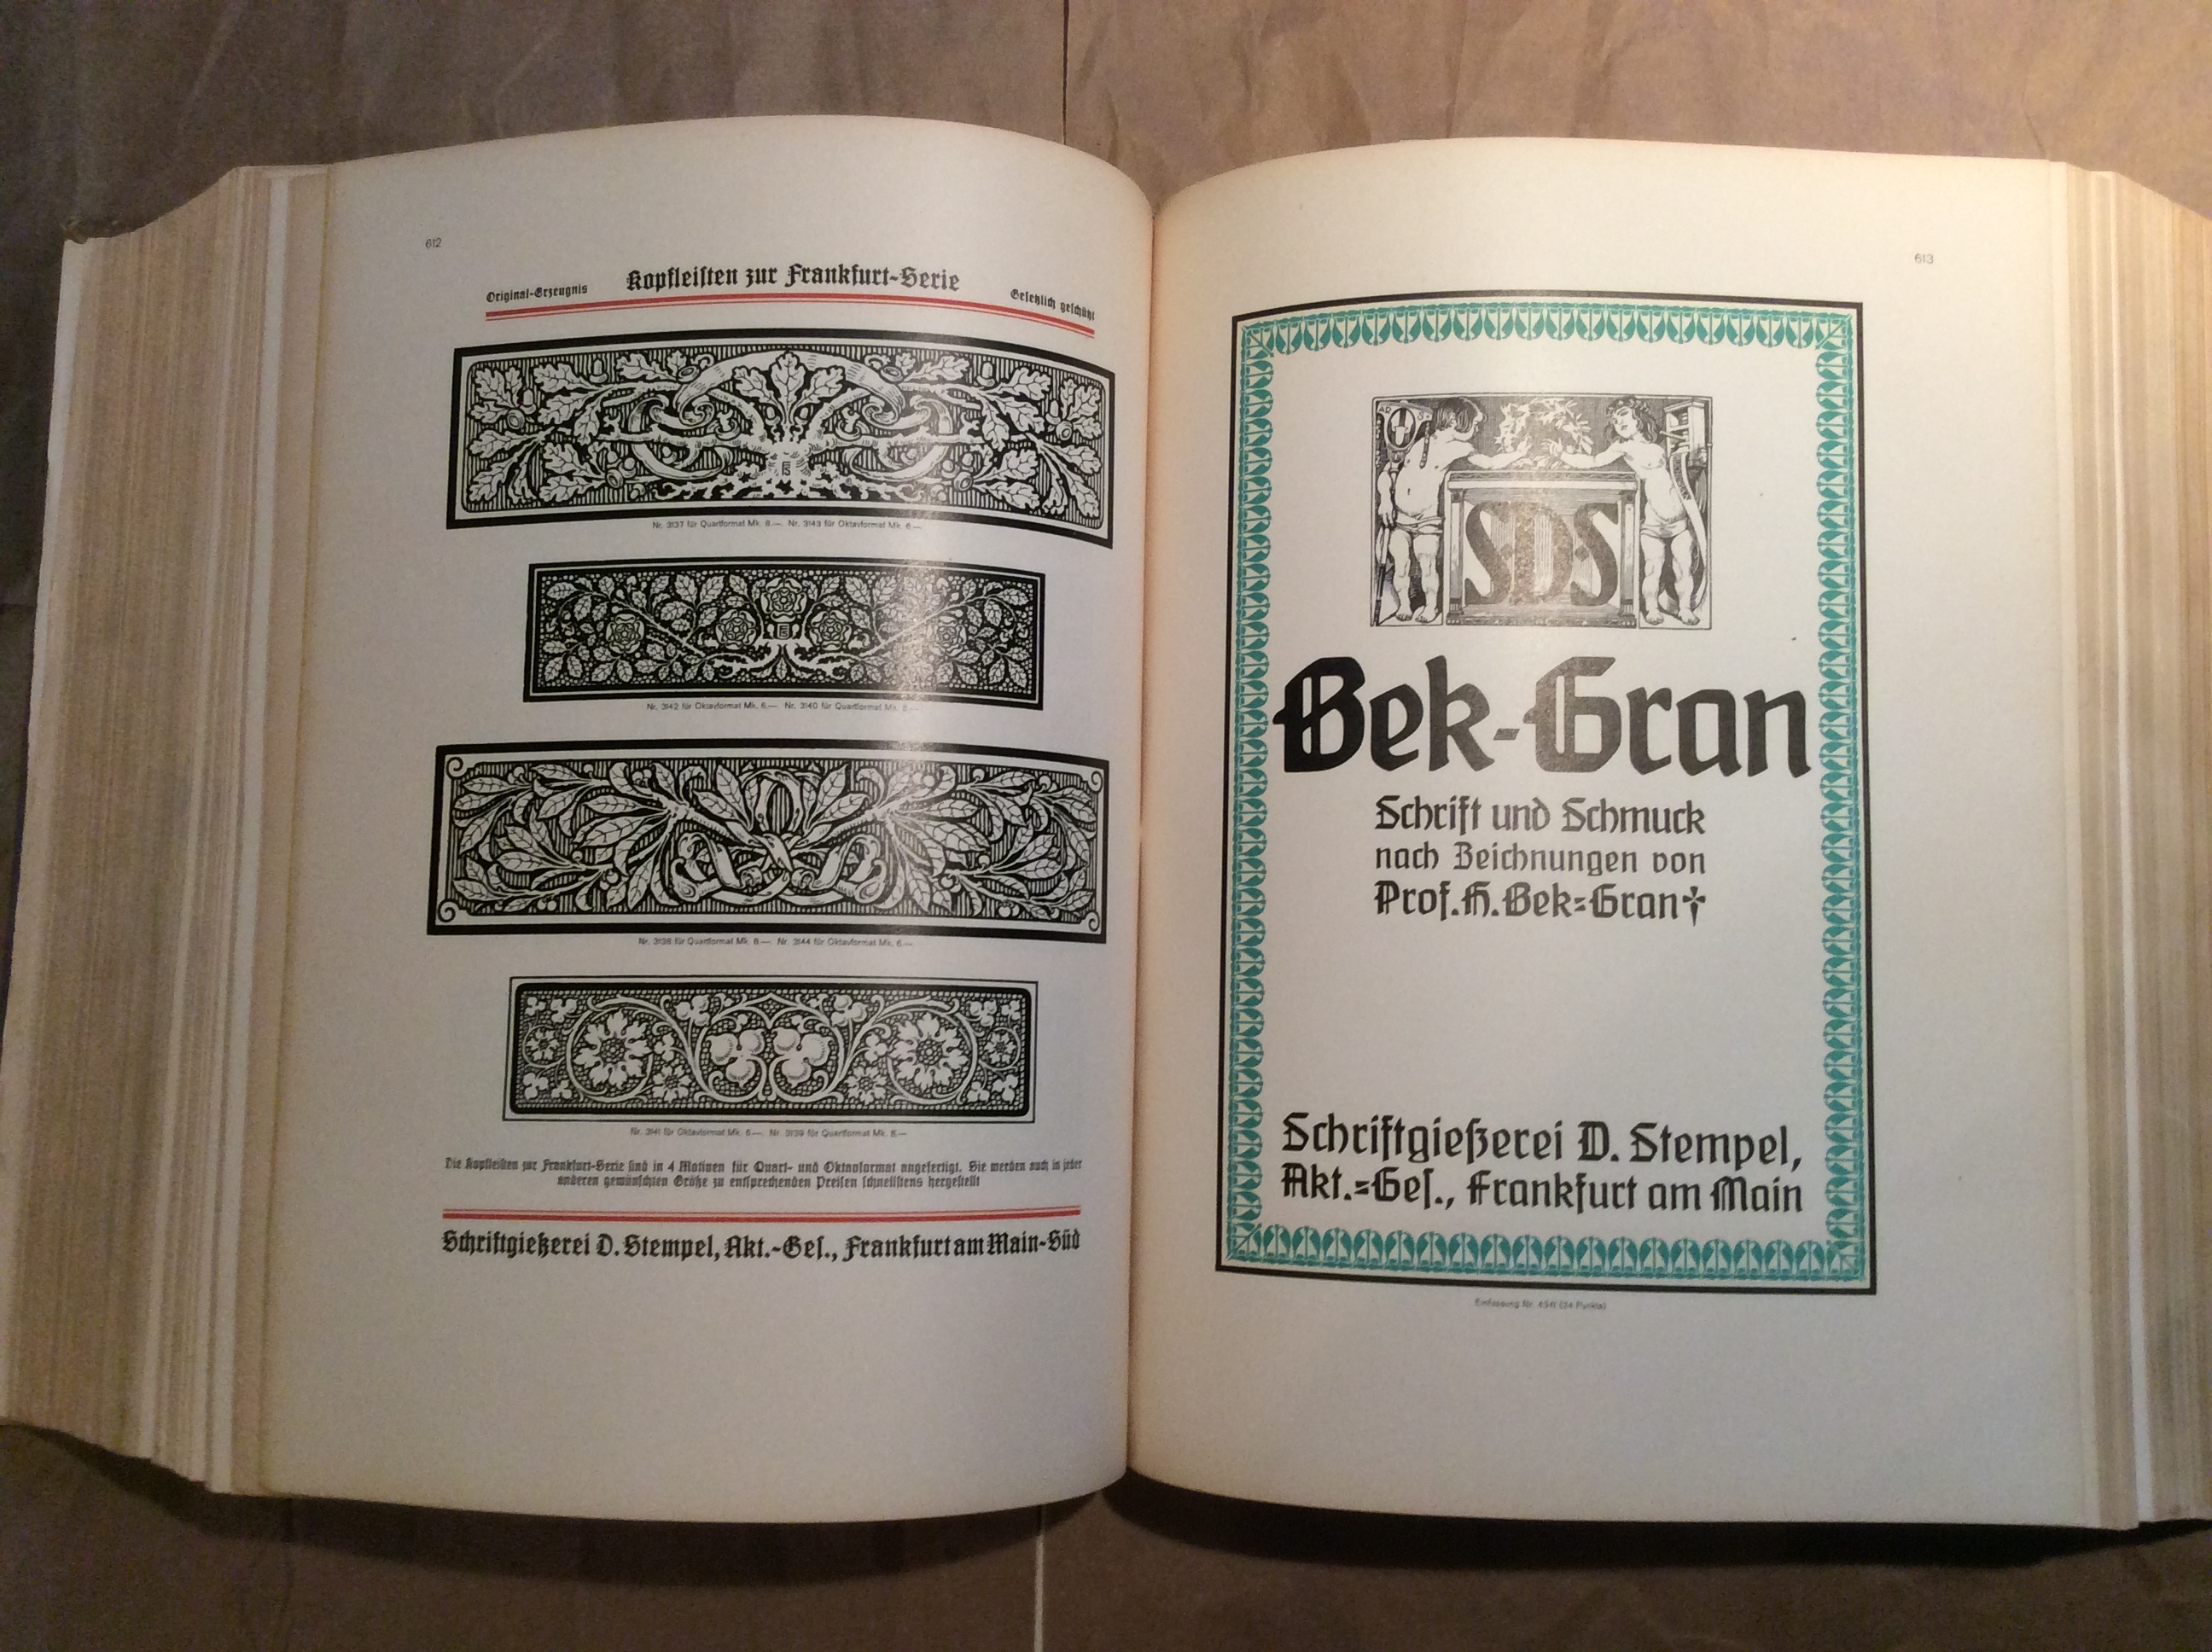 612
Kopfleisten zur Frankfurt-Serie
Original-Erzeugnis
Gesetzlich geschützt
Nr. 3137 für Quartformat Mk. 8.— Nr. 3143 für Oktavformat Mk. 6.—
Nr. 3142 für Oktavformat Mk. 6.— Nr. 3140 für Quartformat Mk. 8.—
Nr. 3138 für Quartformat Mk. 8.— Nr. 3144 für Oktavformat Mk. 6.—
Nr. 3141 für Oktavformat Mk. 6.— Nr. 3139 für Quartformat Mk. 8.—
Die Kopfleisten zur Frankfurt-Serie sind in 4 Motiven für Quart- und Oktavformat angefertigt. Sie werden auch in jeder
anderen gewünschten Größe zu entsprechenden Preisen schnellstens hergestellt
Schriftgießerei D. Stempel, Akt.-Ges., Frankfurt am Main-Süd
613
SDS
Bek-Gran
Schrift und Schmuck
nach Zeichnungen von
Prof. H. Bek=Gran†
Schriftgießerei D. Stempel,
Akt.=Ges., Frankfurt am Main
Einfassung Nr. (24 Punkte)